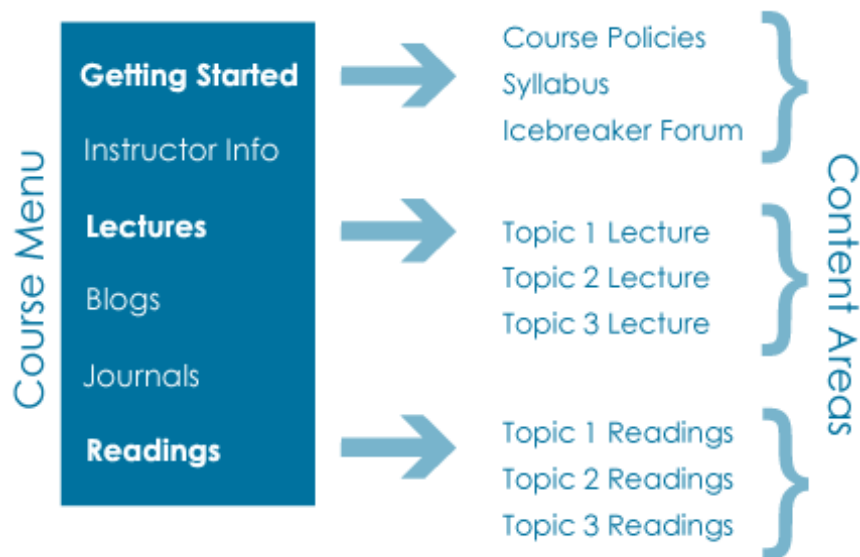 Course Menu
Getting Started
Instructor Info
Lectures
Blogs
Journals
Readings
Course Policies
Syllabus
Icebreaker Forum
Topic 1 Lecture
Topic 2 Lecture
Topic 3 Lecture
Topic 1 Readings
Topic 2 Readings
Topic 3 Readings
Content Areas